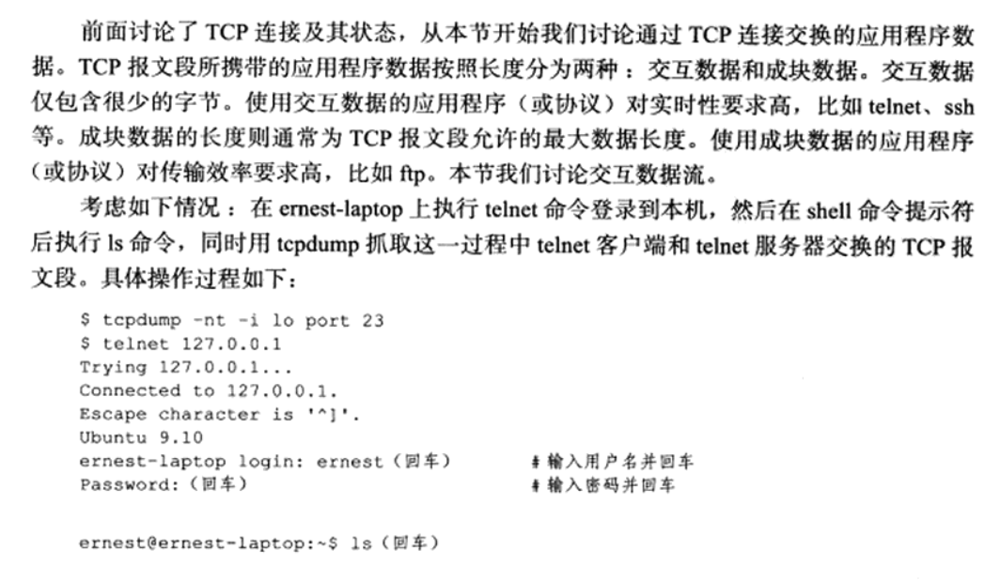 前面讨论了 TCP 连接及其状态，从本节开始我们讨论通过 TCP 连接交换的应用程序数
据。TCP 报文段所携带的应用程序数据按照长度分为两种：交互数据和成块数据。交互数据
仅包含很少的字节。使用交互数据的应用程序（或协议）对实时性要求高，比如 telnet、ssh
等。成块数据的长度则通常为 TCP 报文段允许的最大数据长度。使用成块数据的应用程序
（或协议）对传输效率要求高，比如 ftp。本节我们讨论交互数据流。
考虑如下情况：在 ernest-laptop 上执行 telnet 命令登录到本机，然后在 shell 命令提示符
后执行 ls 命令，同时用 tcpdump 抓取这一过程中 telnet 客户端和 telnet 服务器交换的 TCP 报
文段。具体操作过程如下：
$ tcpdump -nt -i lo port 23
$ telnet 127.0.0.1
Trying 127.0.0.1...
Connected to 127.0.0.1.
Escape character is '^]'.
Ubuntu 9.10
ernest-laptop login: ernest（回车） # 输入用户名并回车
Password:（回车） # 输入密码并回车
ernest@ernest-laptop:~$ ls（回车）